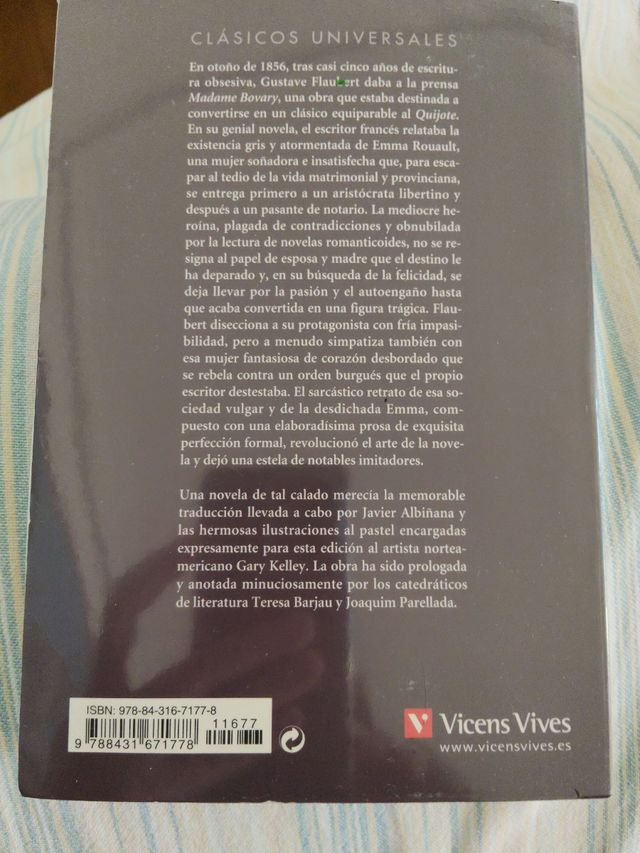 CLÁSICOS UNIVERSALES
En otoño de 1856, tras casi cinco años de escritu-
ra obsesiva, Gustave Flaubert daba a la prensa
Madame Bovary, una obra que estaba destinada a
convertirse en un clásico equiparable al Quijote.
En su genial novela, el escritor francés relataba la
existencia gris y atormentada de Emma Rouault,
una mujer soñadora e insatisfecha que, para esca-
par al tedio de la vida matrimonial y provinciana,
se entrega primero a un aristócrata libertino y
después a un pasante de notario. La mediocre he-
roína, plagada de contradicciones y obnubilada
por la lectura de novelas romanticoides, no se re-
signa al papel de esposa y madre que el destino le
ha deparado y, en su búsqueda de la felicidad, se
deja llevar por la pasión y el autoengaño hasta
que acaba convertida en una figura trágica. Flau-
bert disecciona a su protagonista con fría impasi-
bilidad, pero a menudo simpatiza también con
esa mujer fantasiosa de corazón desbordado que
se rebela contra un orden burgués que el propio
escritor destestaba. El sarcástico retrato de esa so-
ciedad vulgar y de la desdichada Emma, com-
puesto con una elaboradísima prosa de exquisita
perfección formal, revolucionó el arte de la nove-
la y dejó una estela de notables imitadores.
Una novela de tal calado merecía la memorable
traducción llevada a cabo por Javier Albiñana y
las hermosas ilustraciones al pastel encargadas
expresamente para esta edición al artista nortea-
mericano Gary Kelley. La obra ha sido prologada
y anotada minuciosamente por los catedráticos
de literatura Teresa Barjau y Joaquim Parellada.
ISBN: 978-84-316-7177-8
11677
9 788431 671778
Vicens Vives
www.vicensvives.es